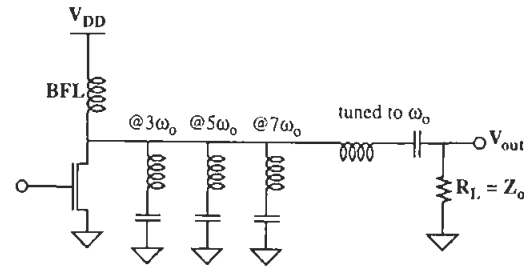 V_DD
BFL
@3ω_o
@5ω_o
@7ω_o
tuned to ω_o
V_out
R_L = Z_o